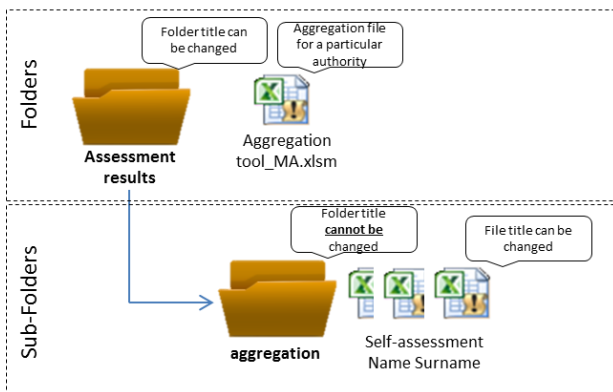 Folders
Folder title can
be changed
Aggregation file
for a particular
authority
Assessment
results
Aggregation
tool_MA.xlsm
Sub-Folders
Folder title
cannot be
changed
File title can be
changed
aggregation
Self-assessment
Name Surname